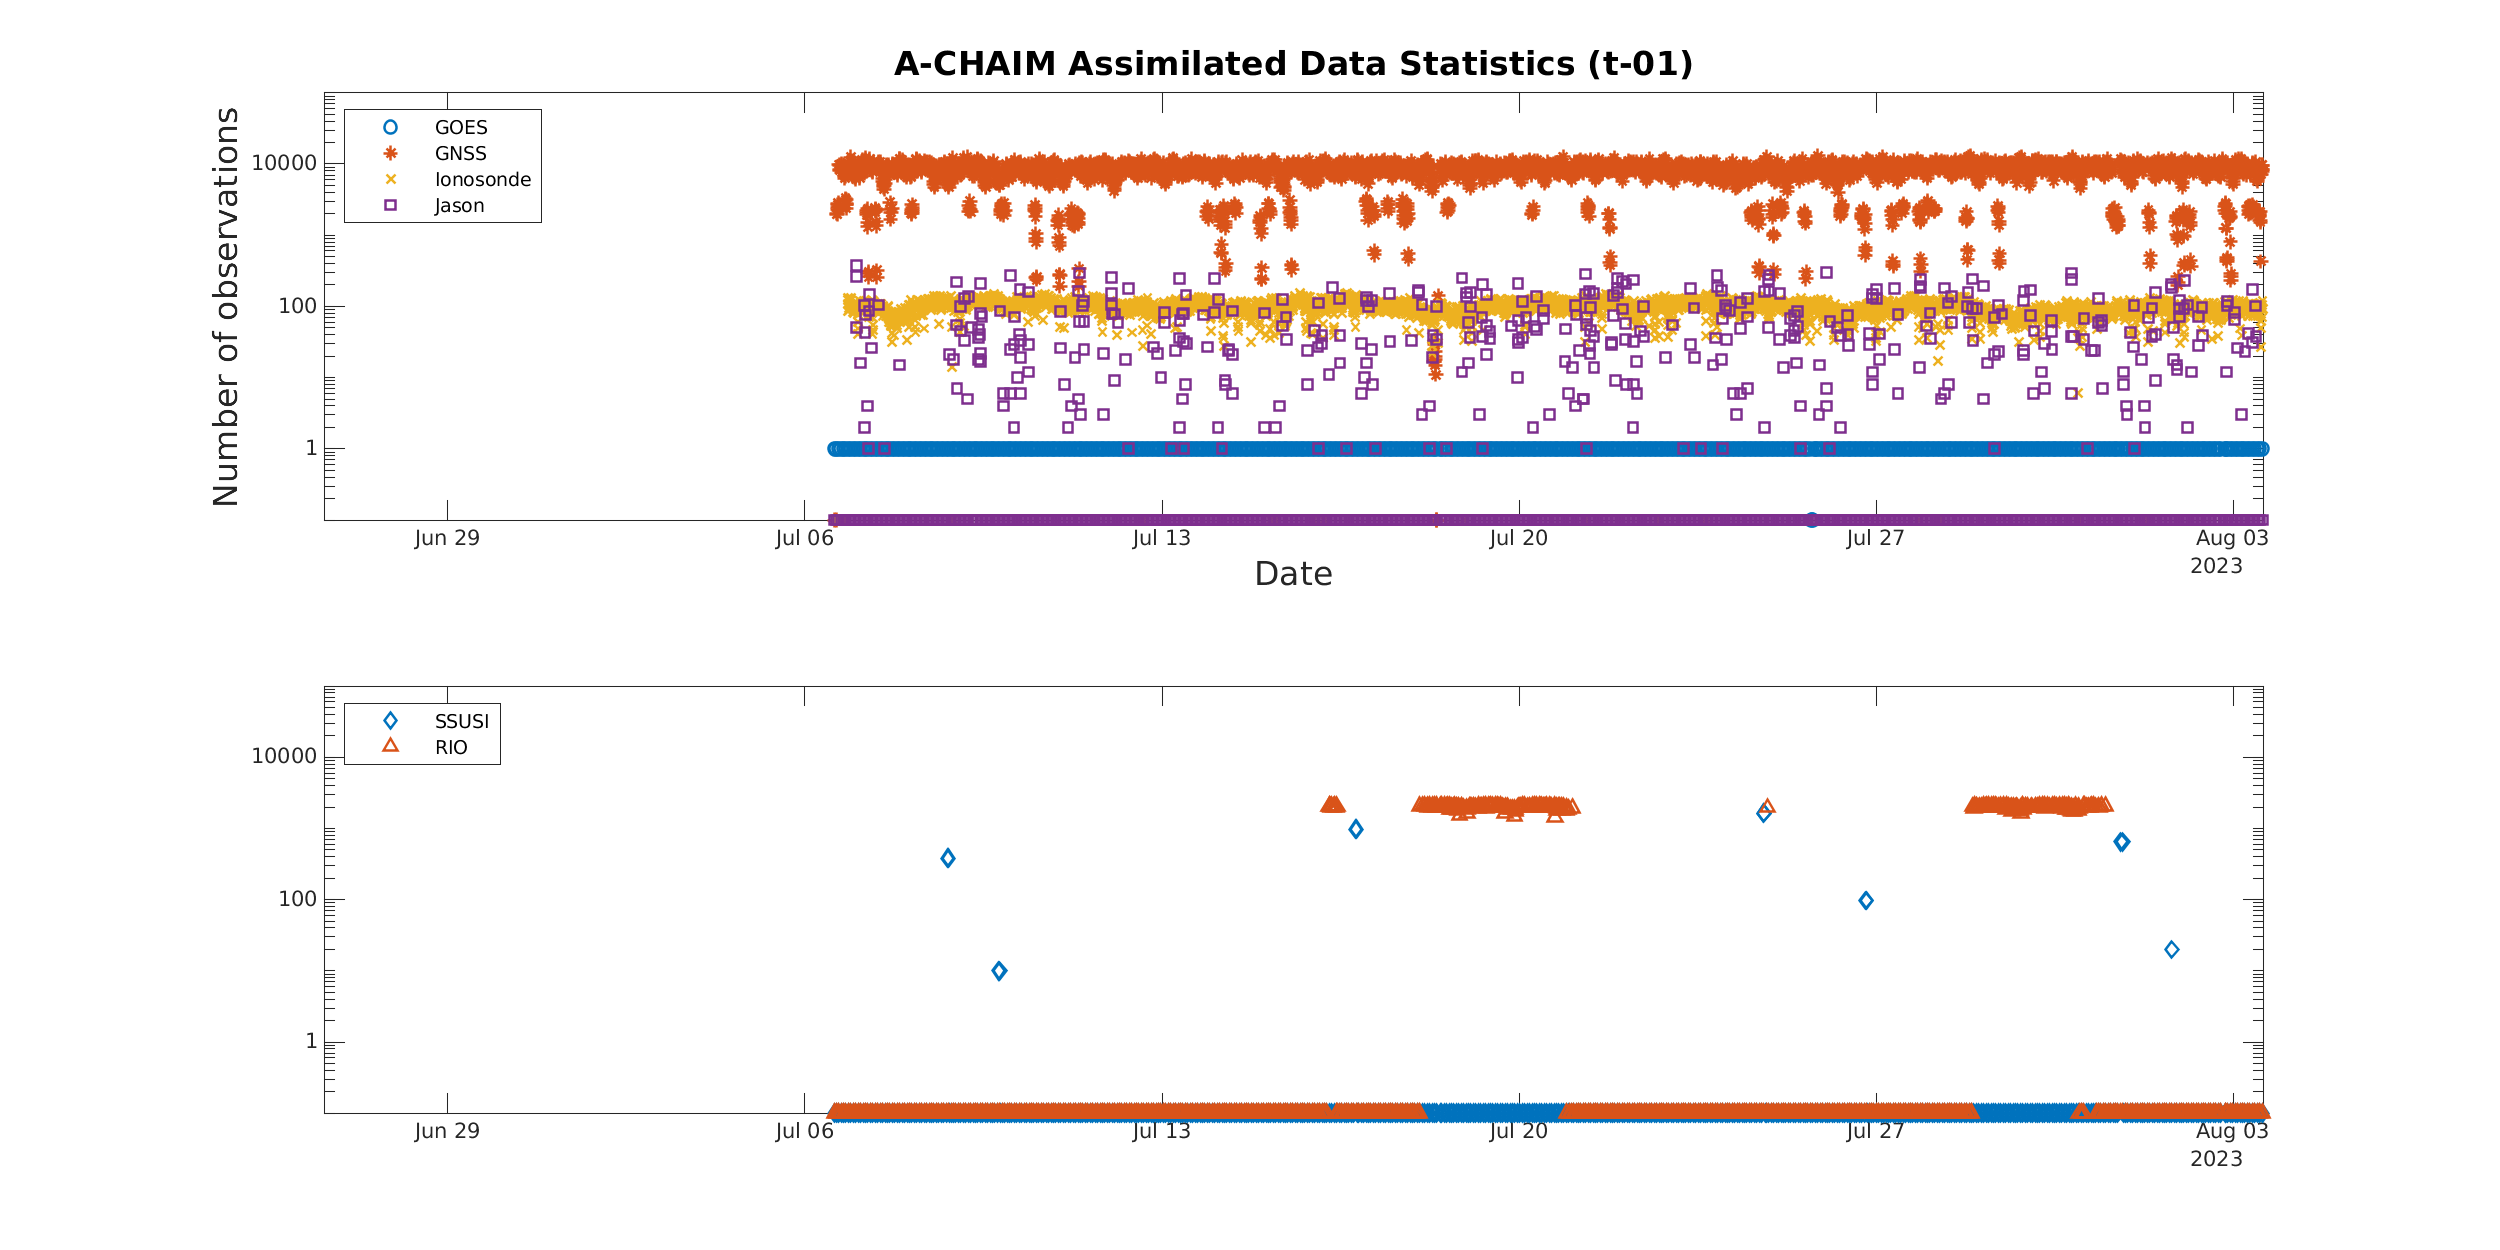 A-CHAIM Assimilated Data Statistics (t-01)
Number of observations
10000
100
1
GOES
GNSS
Ionosonde
Jason
Jun 29
Jul 06
Jul 13
Jul 20
Jul 27
Aug 03
2023
Date
10000
100
1
SSUSI
RIO
Jun 29
Jul 06
Jul 13
Jul 20
Jul 27
Aug 03
2023